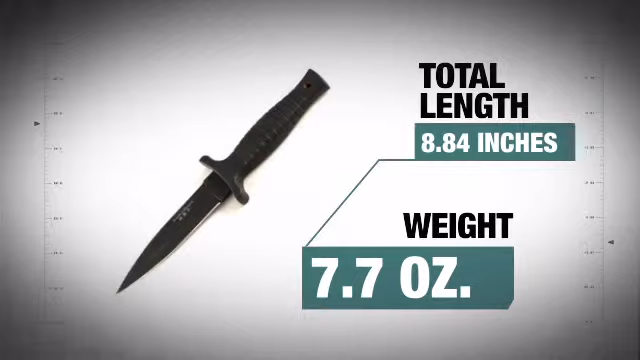 TOTAL
LENGTH
8.84 INCHES
WEIGHT
7.7 OZ.